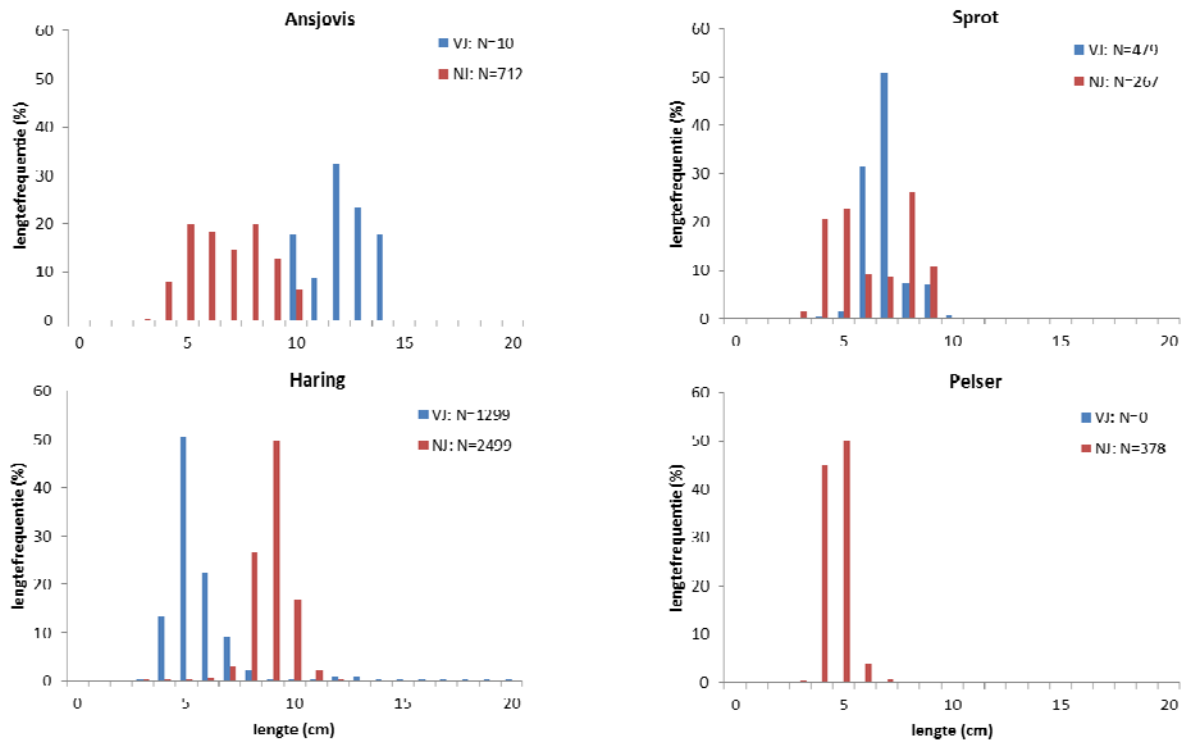 Ansjovis
60
50
40
30
20
10
0
lengtefrequentie (%)
VJ: N=10
NJ: N=712
0 5 10 15 20
Sprot
60
50
40
30
20
10
0
lengtefrequentie (%)
VJ: N=479
NJ: N=267
0 5 10 15 20
Haring
60
50
40
30
20
10
0
lengtefrequentie (%)
VJ: N=1299
NJ: N=2499
0 5 10 15 20
lengte (cm)
Pelser
60
50
40
30
20
10
0
lengtefrequentie (%)
VJ: N=0
NJ: N=378
0 5 10 15 20
lengte (cm)